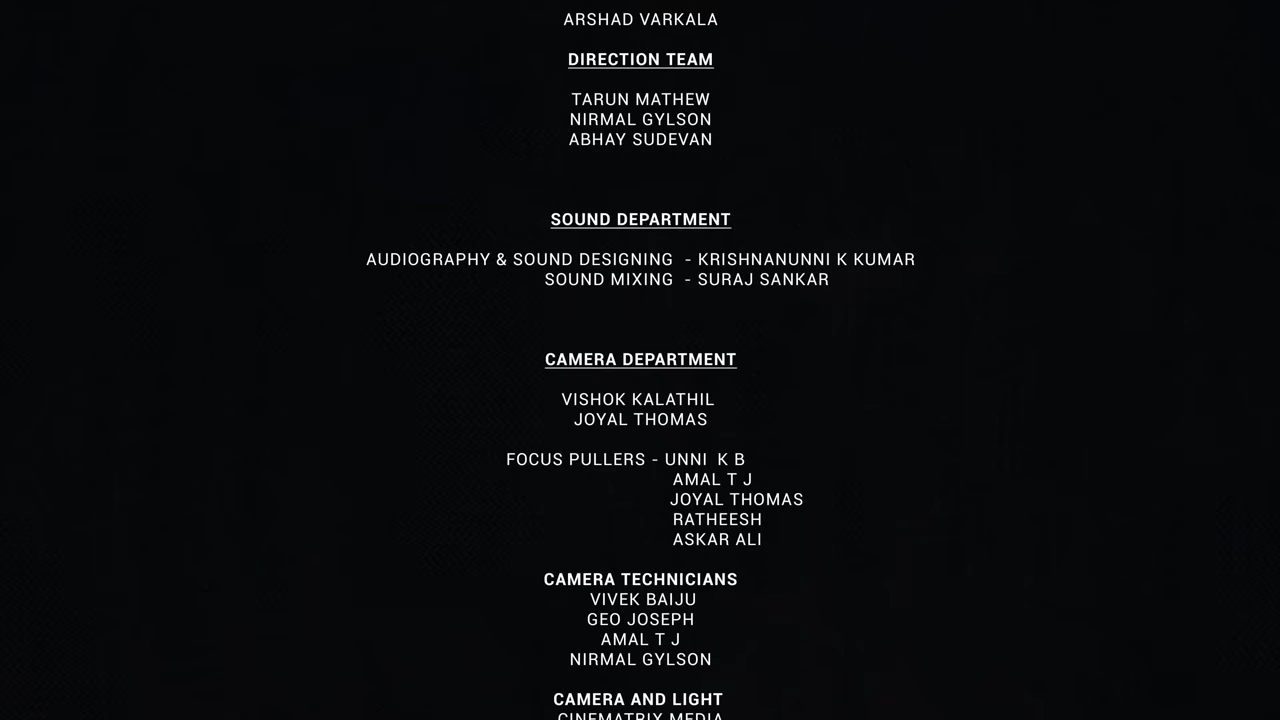 ARSHAD VARKALA
DIRECTION TEAM
TARUN MATHEW
NIRMAL GYLSON
ABHAY SUDEVAN
SOUND DEPARTMENT
AUDIOGRAPHY & SOUND DESIGNING - KRISHNANUNNI K KUMAR
SOUND MIXING - SURAJ SANKAR
CAMERA DEPARTMENT
VISHOK KALATHIL
JOYAL THOMAS
FOCUS PULLERS - UNNI K B
AMAL T J
JOYAL THOMAS
RATHEESH
ASKAR ALI
CAMERA TECHNICIANS
VIVEK BAIJU
GEO JOSEPH
AMAL T J
NIRMAL GYLSON
CAMERA AND LIGHT
CINEMATRIX MEDIA